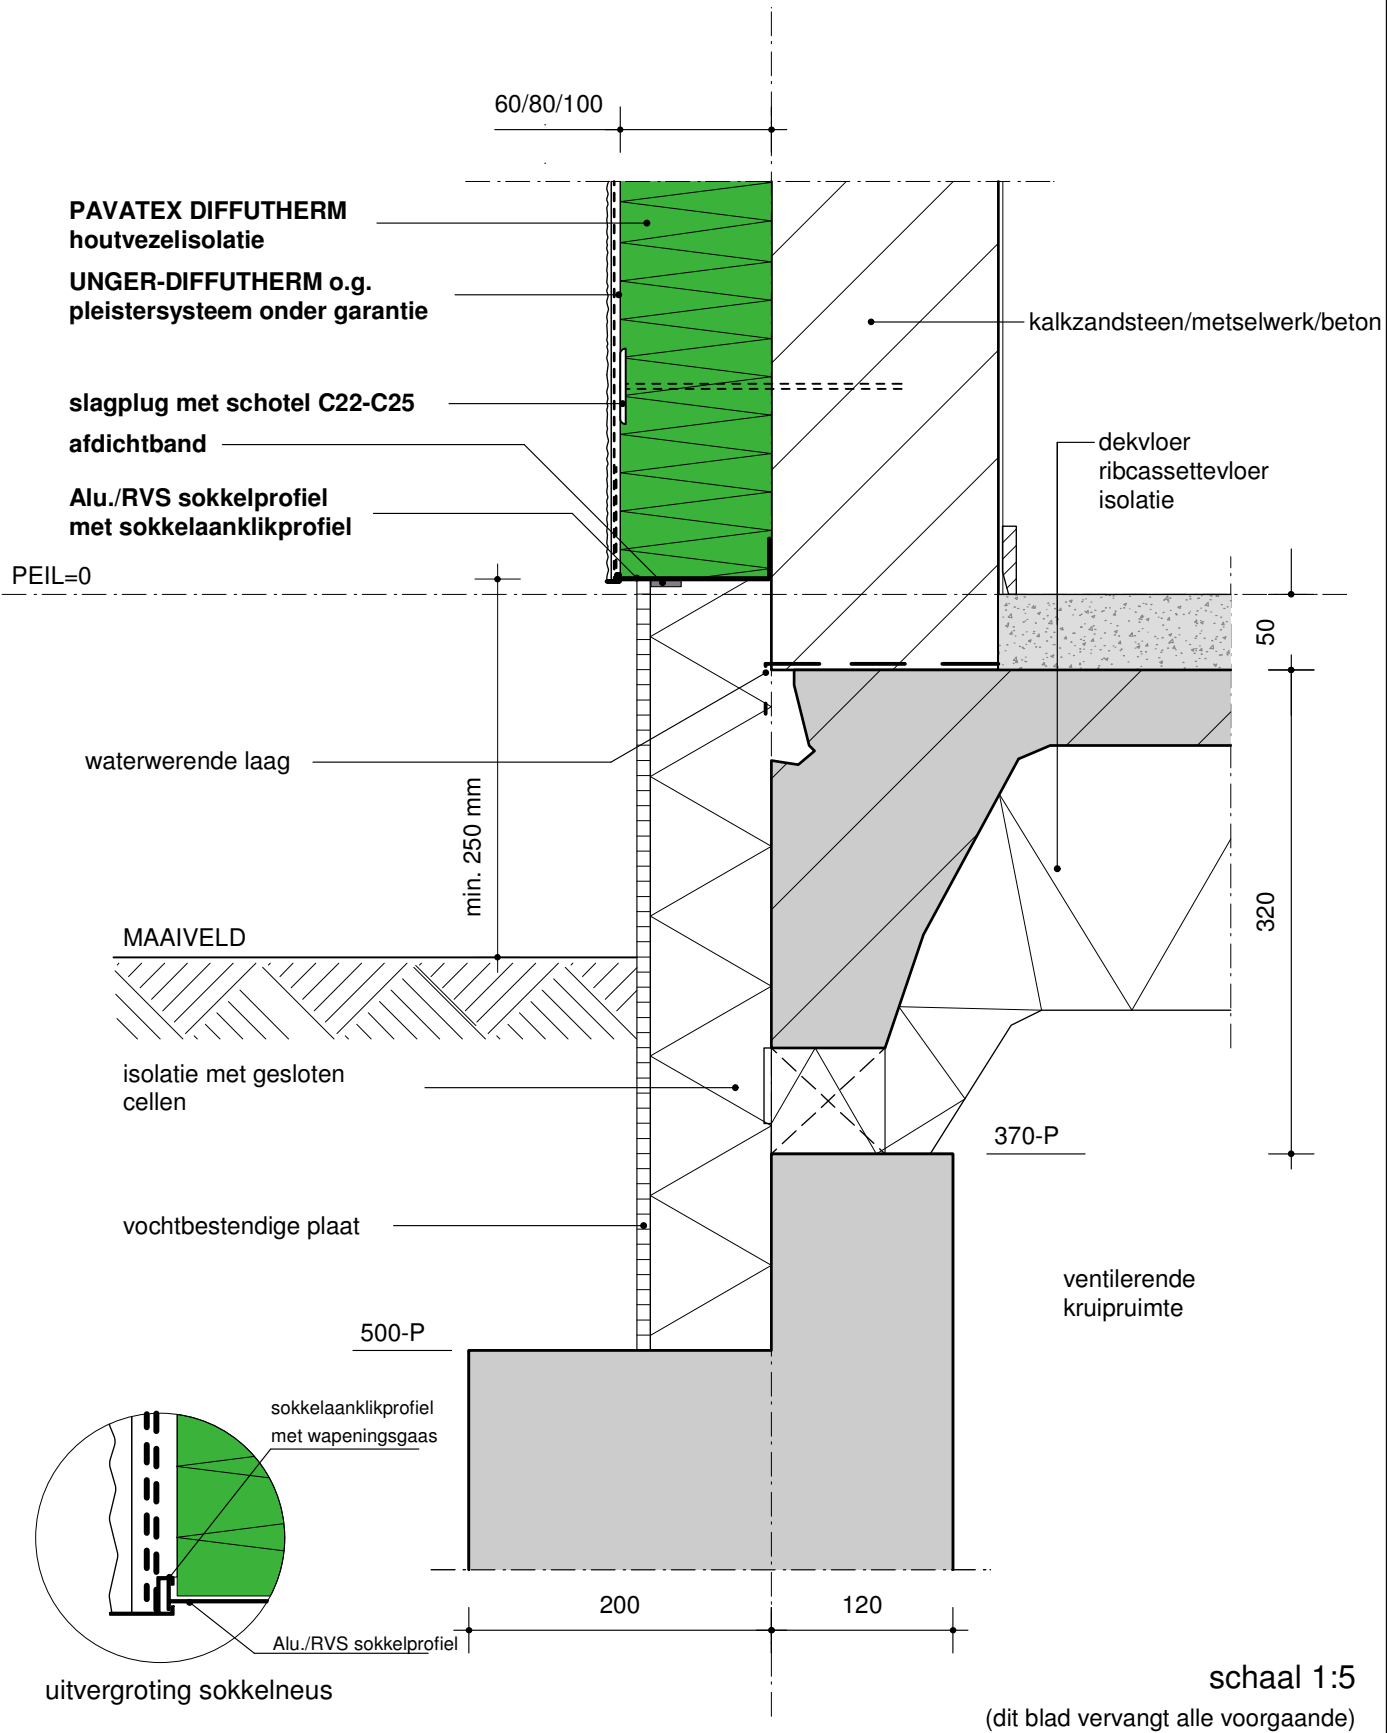 60/80/100
PAVATEX DIFFUTHERM
houtvezelisolatie
UNGER-DIFFUTHERM o.g.
pleistersysteem onder garantie
kalkzandsteen/metselwerk/beton
slagplug met schotel C22-C25
afdichtband
dekvloer
ribcassettevloer
isolatie
Alu./RVS sokkelprofiel
met sokkelaanklikprofiel
PEIL=0
50
waterwerende laag
min. 250 mm
320
MAAIVELD
isolatie met gesloten
cellen
370-P
vochtbestendige plaat
ventilerende
kruipruimte
500-P
sokkelaanklikprofiel
met wapeningsgaas
200
120
Alu./RVS sokkelprofiel
uitvergroting sokkelneus
schaal 1:5
(dit blad vervangt alle voorgaande)